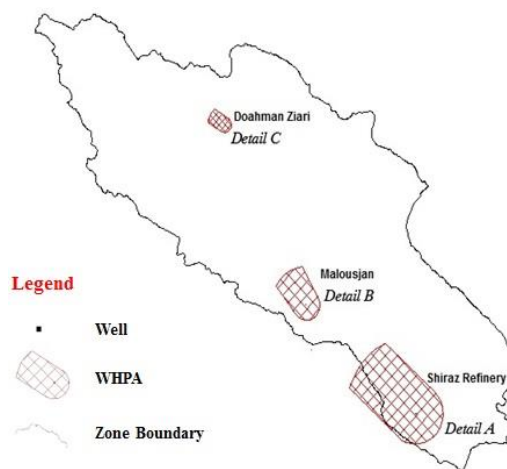 Doahman Ziari
Detail C
Malousjan
Detail B
Legend
Well
WHPA
Zone Boundary
Shiraz Refinery
Detail A